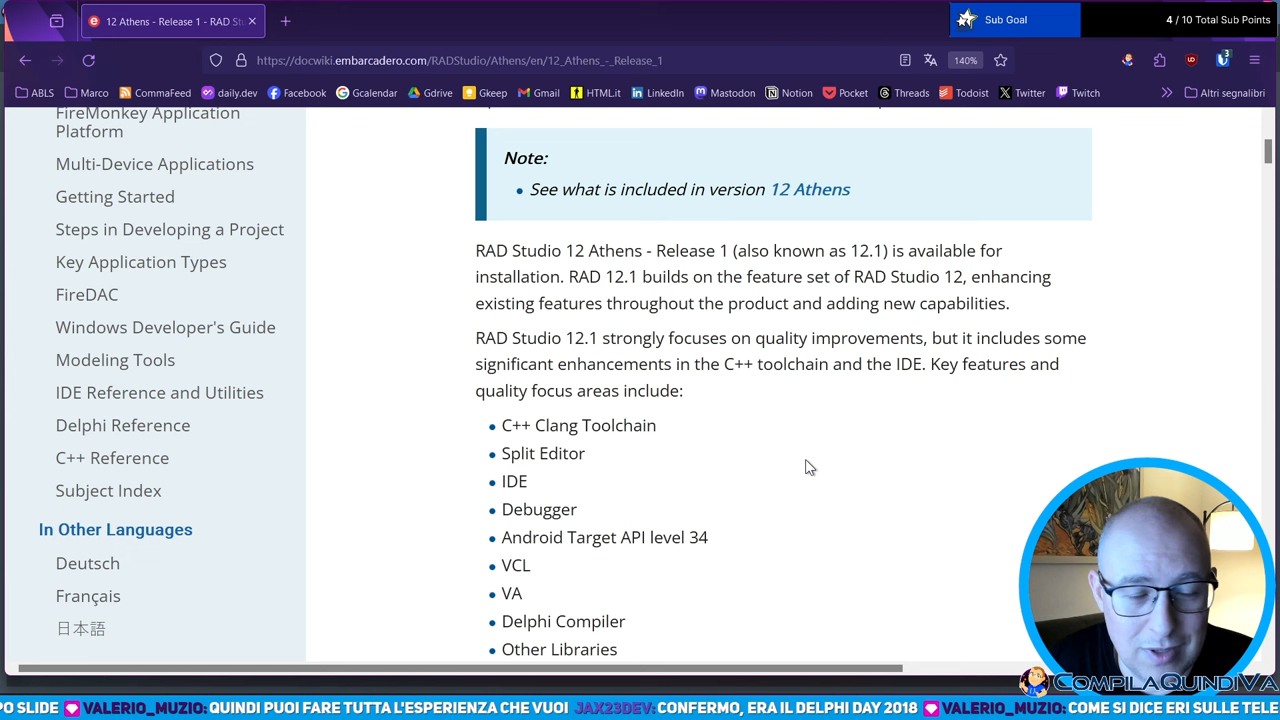 12 Athens - Release 1 - RAD St
Sub Goal
4 / 10 Total Sub Points
https://docwiki.embarcadero.com/RADStudio/Athens/en/12_Athens_-_Release_1
140%
3
ABLS
Marco
CommaFeed
daily.dev
Facebook
Gcalendar
Gdrive
Gkeep
Gmail
HTML.it
LinkedIn
Mastodon
Notion
Pocket
Threads
Todoist
Twitter
Twitch
Altri segnalibri
FireMonkey Application
Platform
Multi-Device Applications
Getting Started
Steps in Developing a Project
Key Application Types
FireDAC
Windows Developer's Guide
Modeling Tools
IDE Reference and Utilities
Delphi Reference
C++ Reference
Subject Index
In Other Languages
Deutsch
Français
日本語
Note:
See what is included in version 12 Athens
RAD Studio 12 Athens - Release 1 (also known as 12.1) is available for
installation. RAD 12.1 builds on the feature set of RAD Studio 12, enhancing
existing features throughout the product and adding new capabilities.
RAD Studio 12.1 strongly focuses on quality improvements, but it includes some
significant enhancements in the C++ toolchain and the IDE. Key features and
quality focus areas include:
C++ Clang Toolchain
Split Editor
IDE
Debugger
Android Target API level 34
VCL
VA
Delphi Compiler
Other Libraries
COMPILAQUINDIVA
PO SLIDE VALERIO_MUZIO: QUINDI PUOI FARE TUTTA L'ESPERIENZA CHE VUOI JAX23DEV: CONFERMO, ERA IL DELPHI DAY 2018 VALERIO_MUZIO: COME SI DICE ERI SULLE TELE